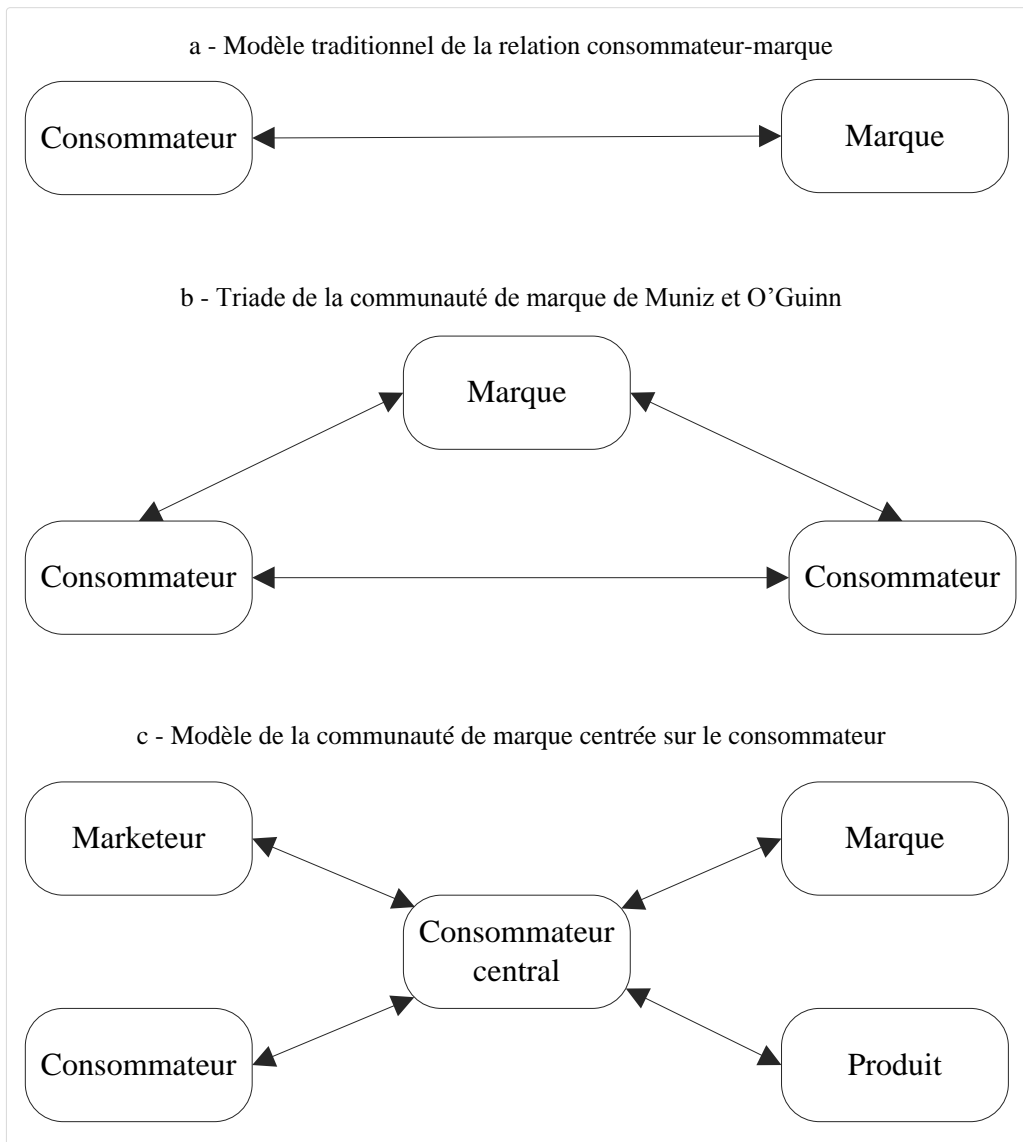 a - Modèle traditionnel de la relation consommateur-marque
Consommateur
Marque
b - Triade de la communauté de marque de Muniz et O’Guinn
Marque
Consommateur
Consommateur
c - Modèle de la communauté de marque centrée sur le consommateur
Marketeur
Marque
Consommateur
central
Consommateur
Produit